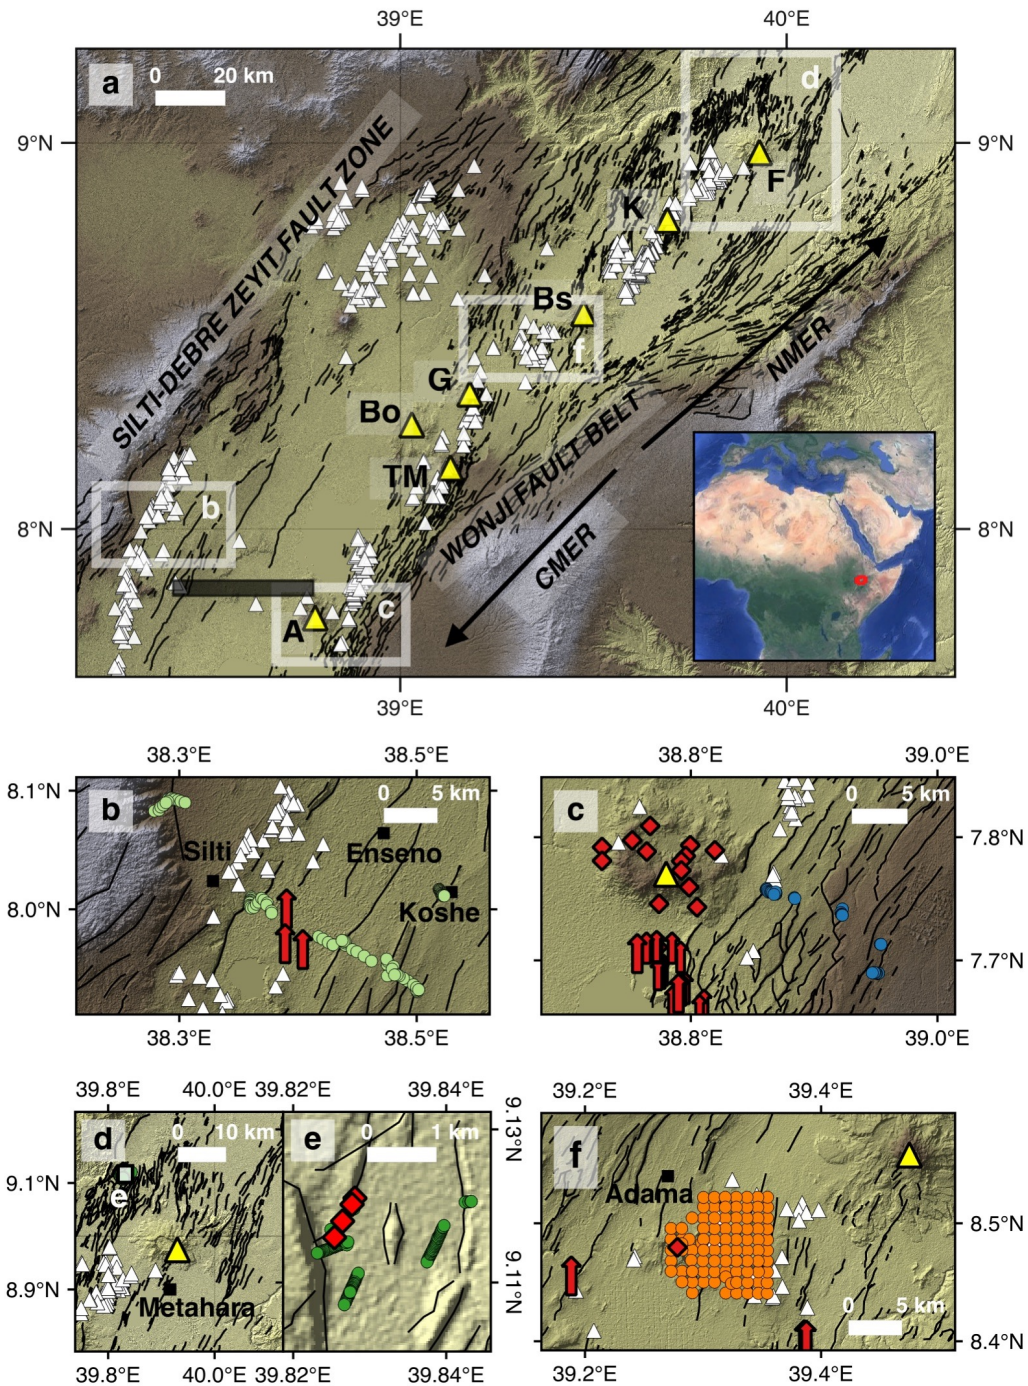 39°E 40°E
a 0 20 km
d
9°N 9°N
SILTI-DEBRE ZEYIT FAULT ZONE
F
K
Bs
f
NMER
G
Bo
TM
WONJI FAULT BELT
b
8°N 8°N
CMER
c
A
39°E 40°E
38.3°E 38.5°E 38.8°E 39.0°E
8.1°N
b 0 5 km
c 0 5 km
Silti Enseno
7.8°N
8.0°N
Koshe
7.7°N
38.3°E 38.5°E 38.8°E 39.0°E
39.8°E 40.0°E 39.82°E 39.84°E 39.2°E 39.4°E
d 0 10 km
e 0 1 km
9.13°N
f
9.1°N
e
Adama
8.5°N
8.9°N
Metahara
9.11°N
0 5 km
8.4°N
39.8°E 40.0°E 39.82°E 39.84°E 39.2°E 39.4°E